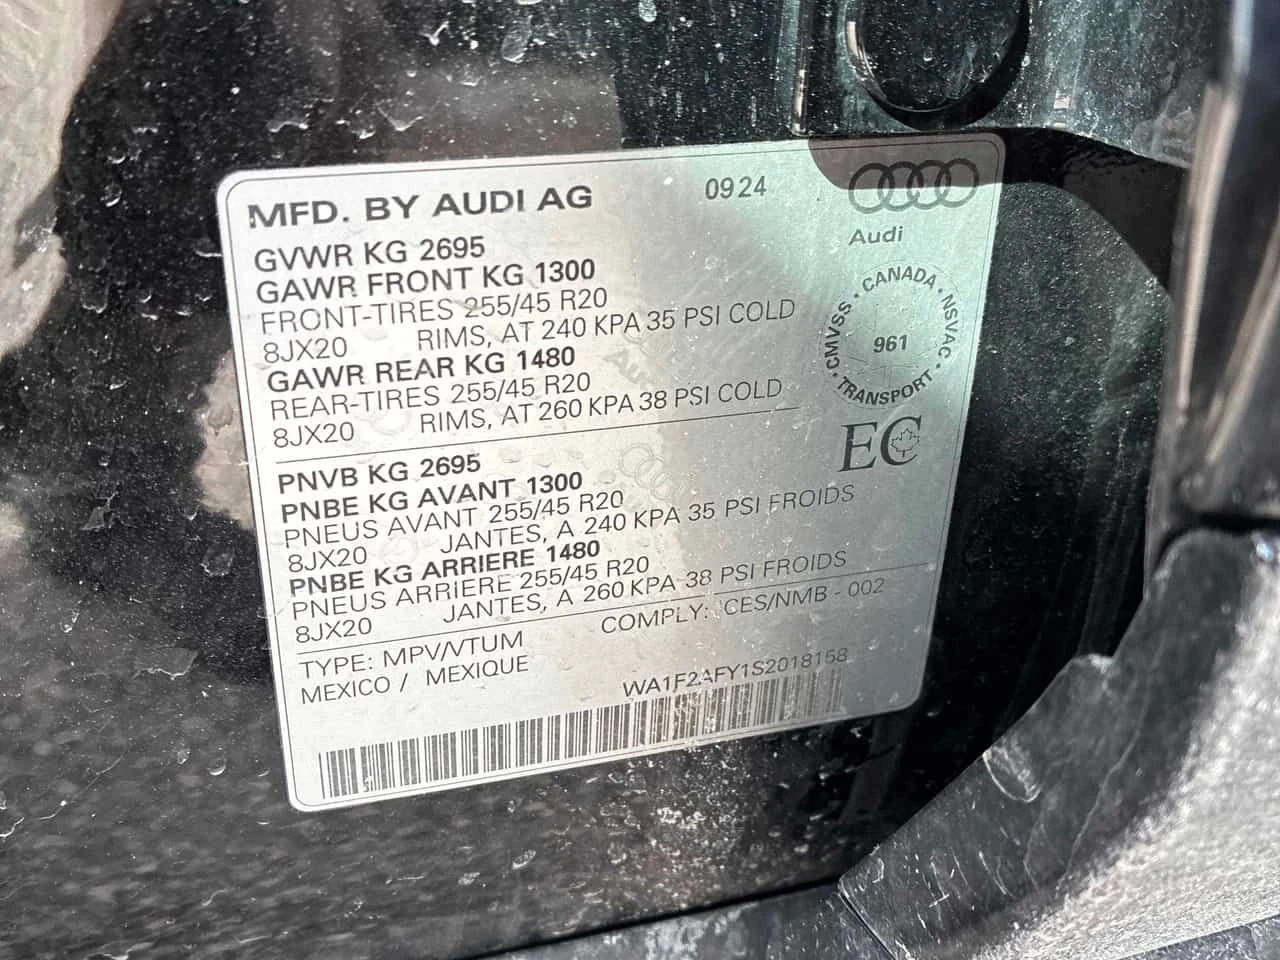 MFD. BY AUDI AG 0924
Audi
GVWR KG 2695
GAWR FRONT KG 1300
FRONT-TIRES 255/45 R20
8JX20 RIMS, AT 240 KPA 35 PSI COLD
GAWR REAR KG 1480
REAR-TIRES 255/45 R20
8JX20 RIMS, AT 260 KPA 38 PSI COLD
CMVSS · CANADA · NSVAC · TRANSPORT ·
961
EC
PNVB KG 2695
PNBE KG AVANT 1300
PNEUS AVANT 255/45 R20
8JX20 JANTES, A 240 KPA 35 PSI FROIDS
PNBE KG ARRIERE 1480
PNEUS ARRIERE 255/45 R20
8JX20 JANTES, A 260 KPA 38 PSI FROIDS
TYPE: MPV/VTUM COMPLY: CES/NMB - 002
MEXICO / MEXIQUE
WA1F2AFY1S2018158